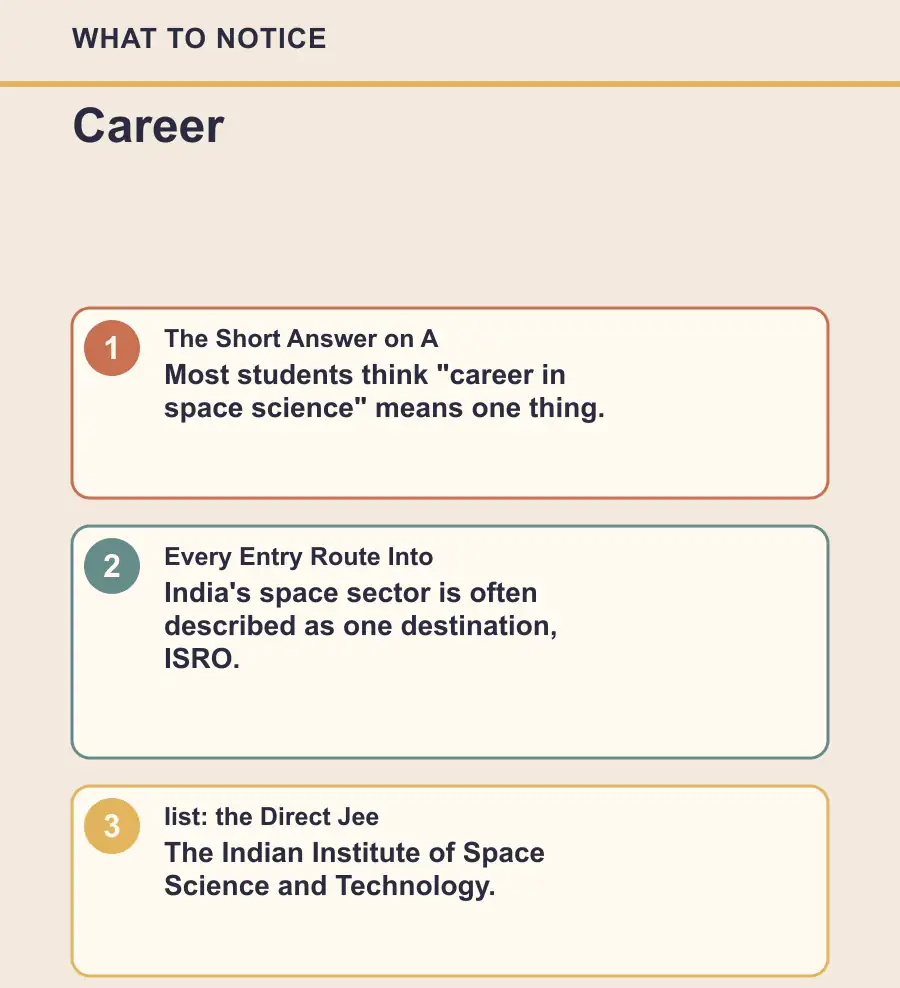 WHAT TO NOTICE
Career
1
The Short Answer on A
Most students think "career in
space science" means one thing.
2
Every Entry Route Into
India's space sector is often
described as one destination,
ISRO.
3
list: the Direct Jee
The Indian Institute of Space
Science and Technology.